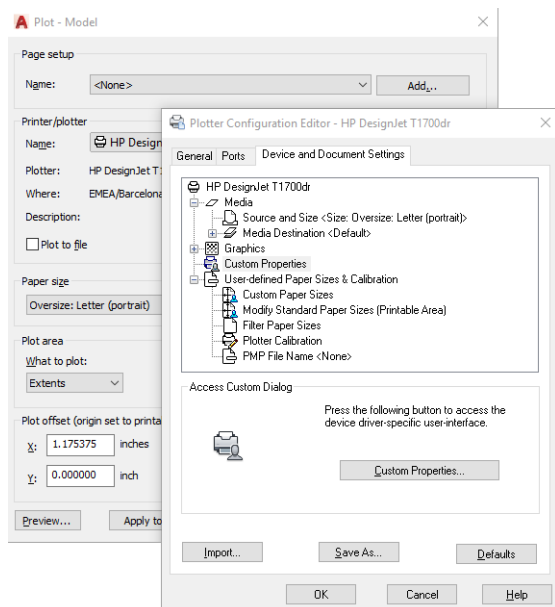 Plot - Model
Page setup
Name: <None> Add...
Printer/plotter
Name: HP Design
Plotter: HP DesignJet T1
Where: EMEA/Barcelona
Description:
Plot to file
Paper size
Oversize: Letter (portrait)
Plot area
What to plot:
Extents
Plot offset (origin set to printa
X: 1.175375 inches
Y: 0.000000 inch
Preview... Apply to
Plotter Configuration Editor - HP DesignJet T1700dr
General Ports Device and Document Settings
HP DesignJet T1700dr
Media
Source and Size <Size: Oversize: Letter (portrait)>
Media Destination <Default>
Graphics
Custom Properties
User-defined Paper Sizes & Calibration
Custom Paper Sizes
Modify Standard Paper Sizes (Printable Area)
Filter Paper Sizes
Plotter Calibration
PMP File Name <None>
Access Custom Dialog
Press the following button to access the
device driver-specific user-interface.
Custom Properties...
Import... Save As... Defaults
OK Cancel Help